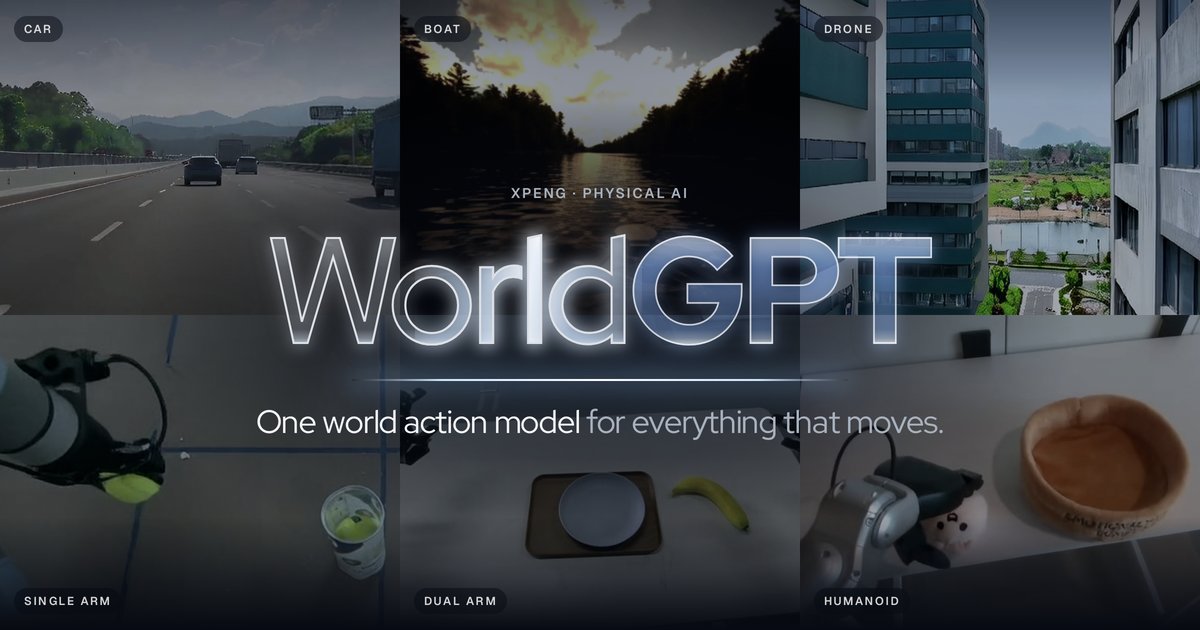 CAR
BOAT
DRONE
XPENG · PHYSICAL AI
WorldGPT
One world action model for everything that moves.
SINGLE ARM
DUAL ARM
HUMANOID